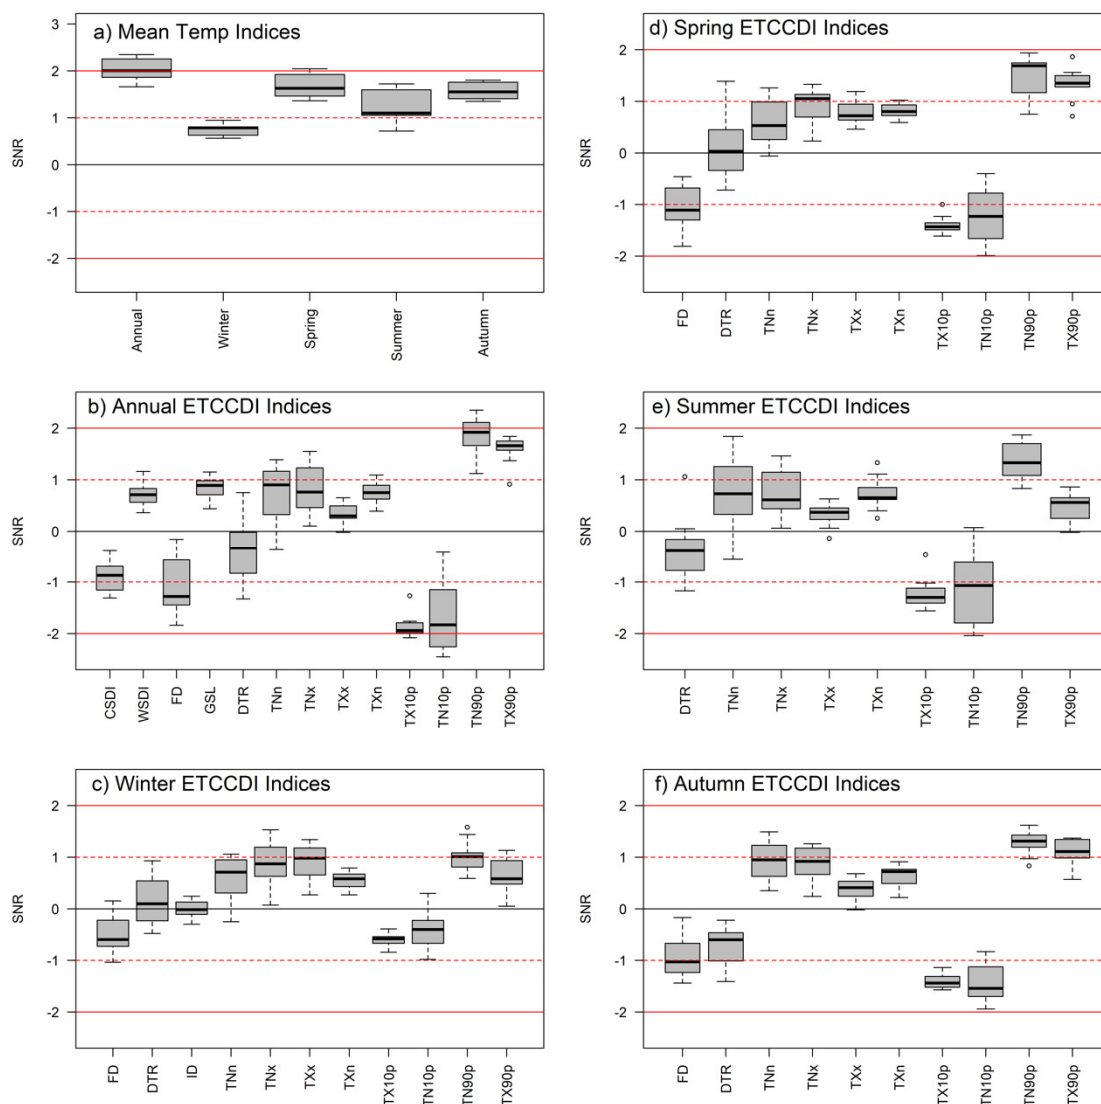 a) Mean Temp Indices
SNR
3
2
1
0
-1
-2
Annual
Winter
Spring
Summer
Autumn
b) Annual ETCCDI Indices
SNR
2
1
0
-1
-2
CSDI
WSDI
FD
GSL
DTR
TNn
TNx
TXx
TXn
TX10p
TN10p
TN90p
TX90p
c) Winter ETCCDI Indices
SNR
2
1
0
-1
-2
FD
DTR
ID
TNn
TNx
TXx
TXn
TX10p
TN10p
TN90p
TX90p
d) Spring ETCCDI Indices
SNR
2
1
0
-1
-2
FD
DTR
TNn
TNx
TXx
TXn
TX10p
TN10p
TN90p
TX90p
e) Summer ETCCDI Indices
SNR
2
1
0
-1
-2
DTR
TNn
TNx
TXx
TXn
TX10p
TN10p
TN90p
TX90p
f) Autumn ETCCDI Indices
SNR
2
1
0
-1
-2
FD
DTR
TNn
TNx
TXx
TXn
TX10p
TN10p
TN90p
TX90p